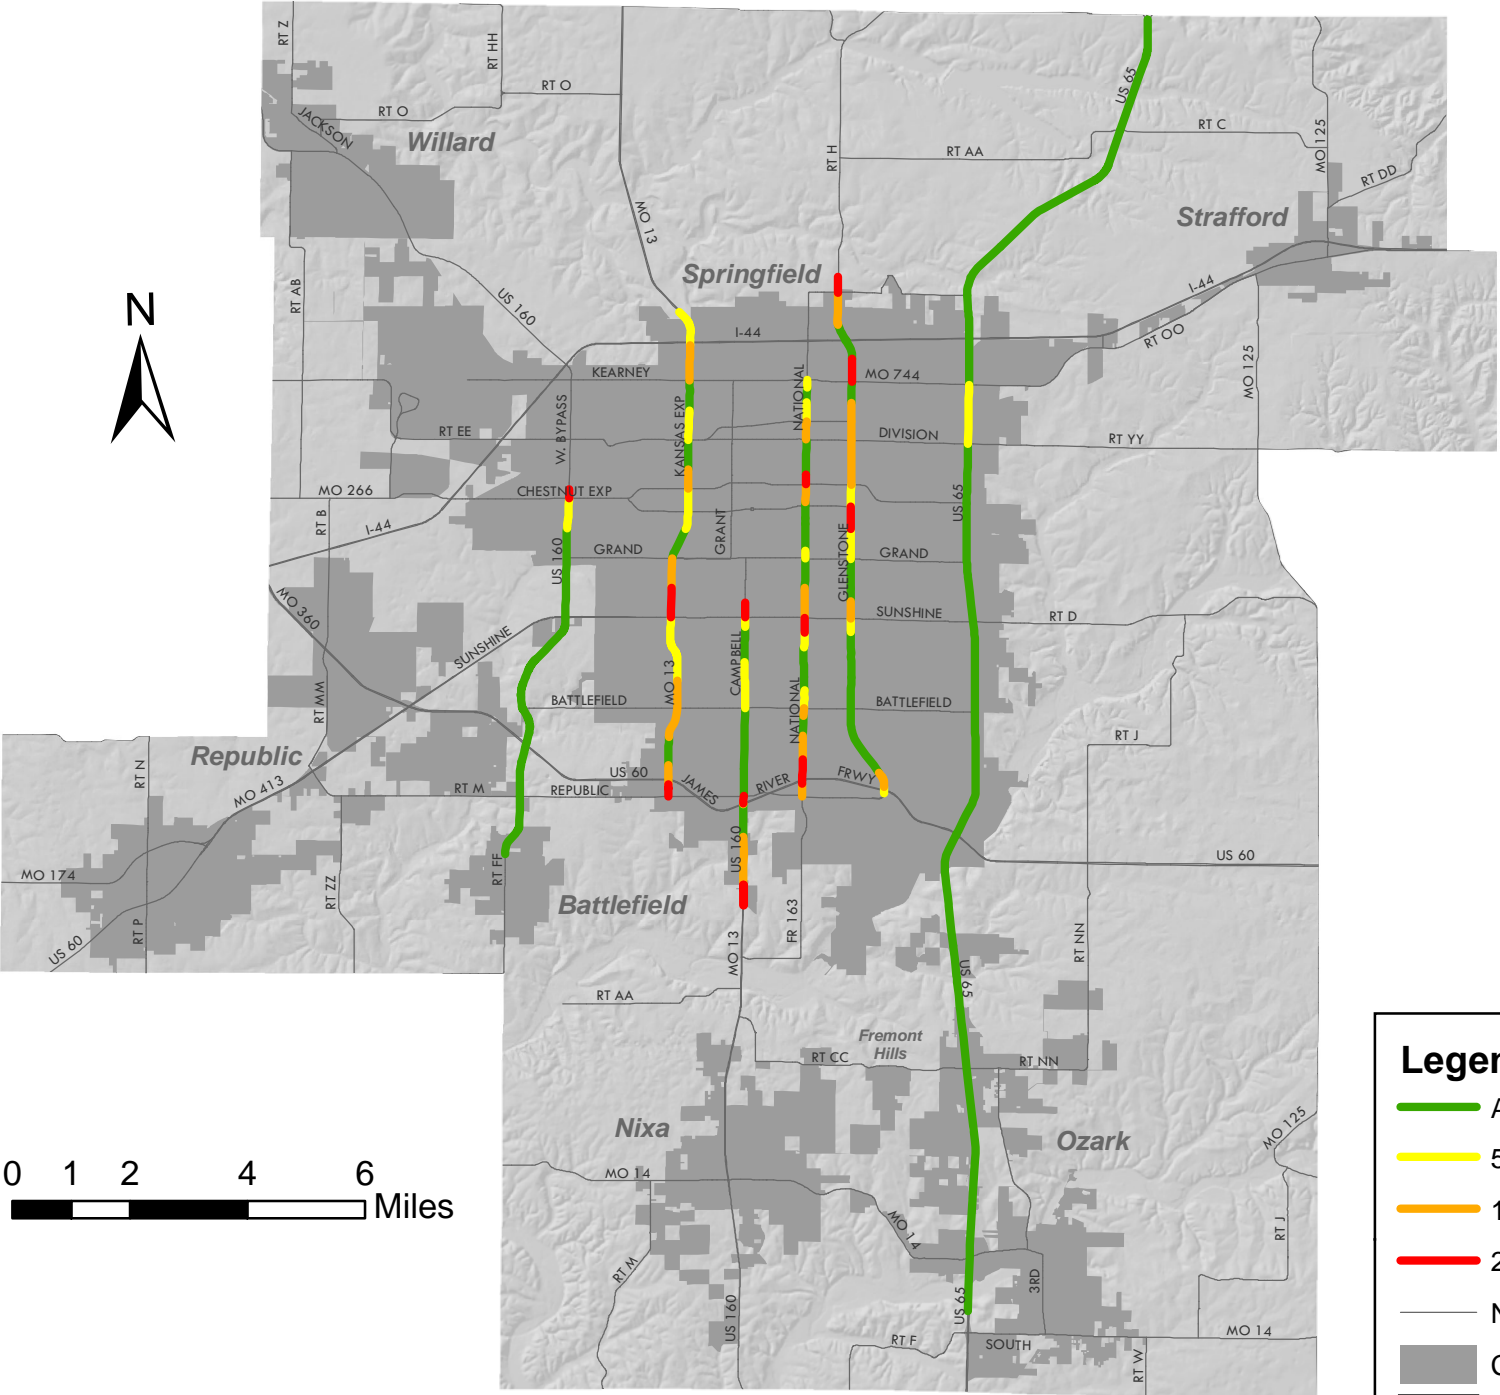 RT Z
RT HH
RT O
RT O
JACKSON
Willard
RT H
US 65
RT C
RT AA
MO 125
RT DD
Strafford
MO 13
Springfield
RT AB
US 160
I-44
I-44
RT OO
MO 125
N
KEARNEY
MO 744
NATIONAL
W. BYPASS
KANSAS EXP
RT EE
DIVISION
RT YY
MO 266
CHESTNUT EXP
US 65
RT B
I-44
GRANT
GRAND
GRAND
US 160
GLENSTONE
MO 360
SUNSHINE
RT D
SUNSHINE
CAMPBELL
MO 13
RT MM
BATTLEFIELD
BATTLEFIELD
NATIONAL
RT J
Republic
RT N
MO 413
US 60
JAMES
RIVER
FRWY
RT M
REPUBLIC
US 160
US 60
MO 174
RT FF
RT ZZ
Battlefield
FR 163
RT P
US 60
MO 13
RT NN
US 65
RT AA
Fremont
Hills
RT CC
RT NN
Legen
A
5
1
2
N
C
Nixa
Ozark
MO 125
0 1 2 4 6
Miles
MO 14
MO 14
RT J
RT M
3RD
US 65
US 160
RT F
SOUTH
MO 14
RT W